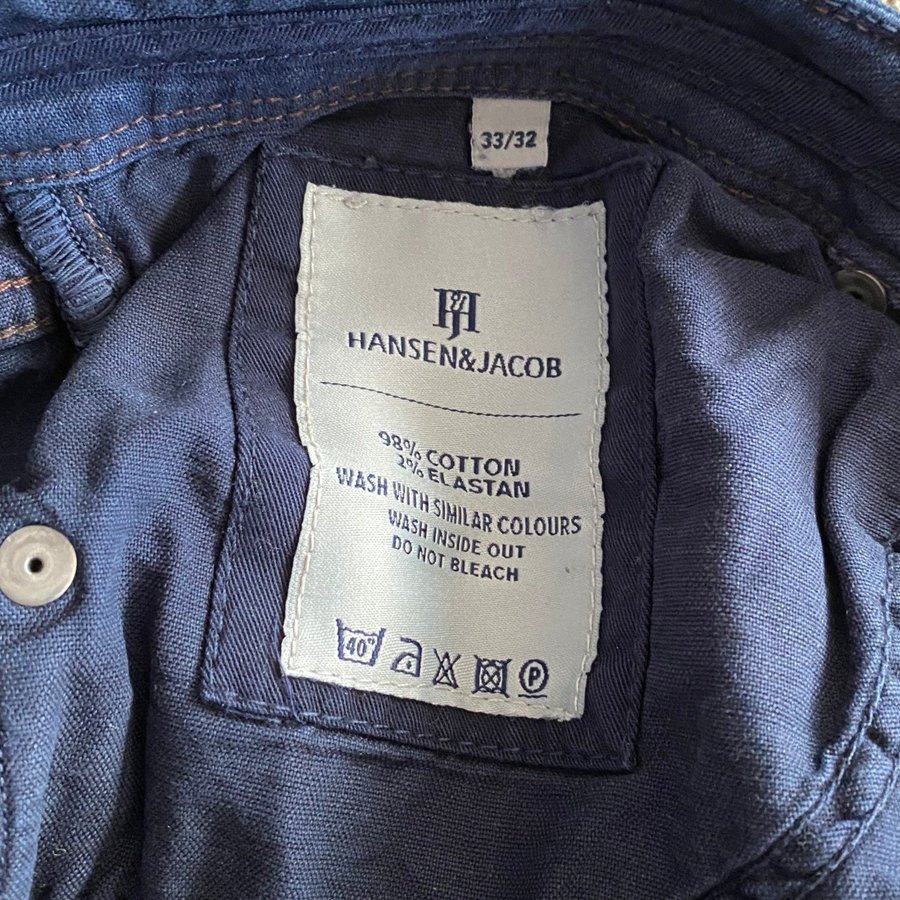 33/32
H&J
HANSEN&JACOB
98% COTTON
2% ELASTAN
WASH WITH SIMILAR COLOURS
WASH INSIDE OUT
DO NOT BLEACH
40°
P